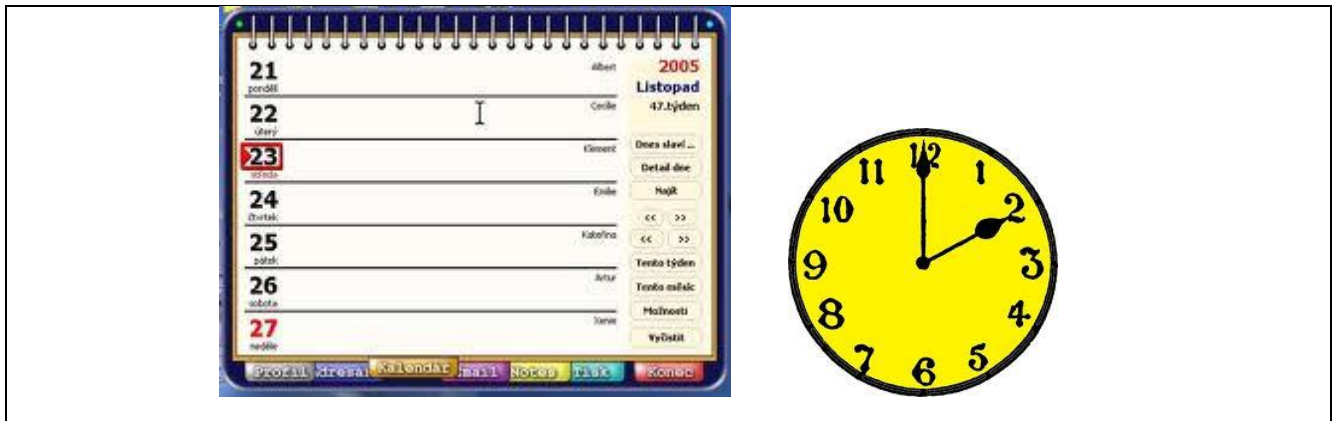 21
pondělí
Albert
22
úterý
Cecílie
23
středa
Klement
24
čtvrtek
Emílie
25
pátek
Kateřina
26
sobota
Artur
27
neděle
Xenie
2005
Listopad
47.týden
Dnes slaví ...
Detail dne
Najít
<< >>
<< >>
Tento týden
Tento měsíc
Možnosti
Vyčistit
Profil
Kalendář
Notes
Tisk
Konec
12
1
2
3
4
5
6
7
8
9
10
11